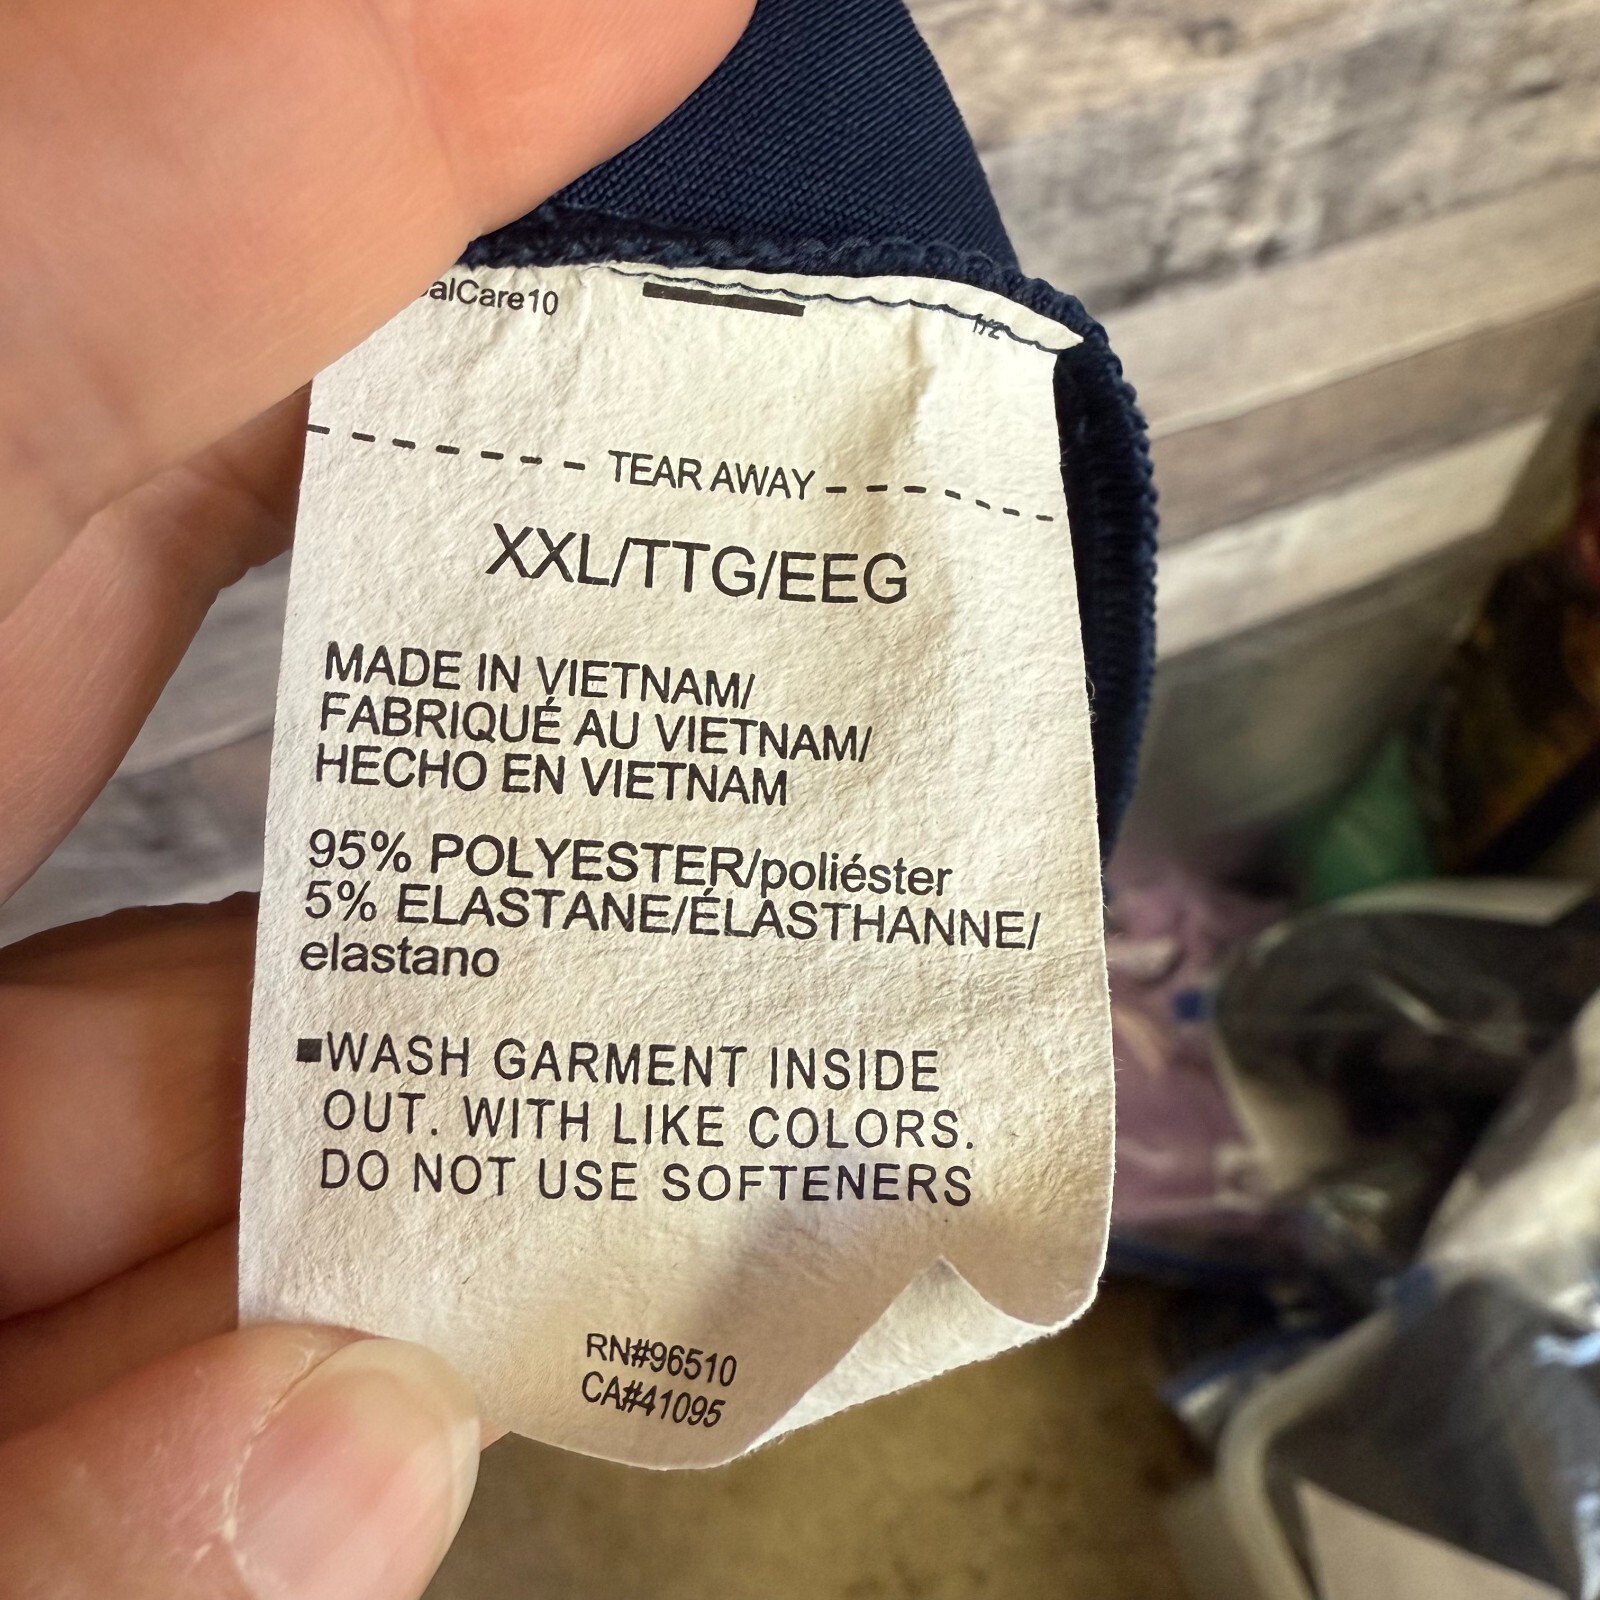 alCare10
1/2
TEAR AWAY
XXL/TTG/EEG
MADE IN VIETNAM/
FABRIQUÉ AU VIETNAM/
HECHO EN VIETNAM
95% POLYESTER/poliéster
5% ELASTANE/ÉLASTHANNE/
elastano
■WASH GARMENT INSIDE
OUT. WITH LIKE COLORS.
DO NOT USE SOFTENERS
RN#96510
CA#41095